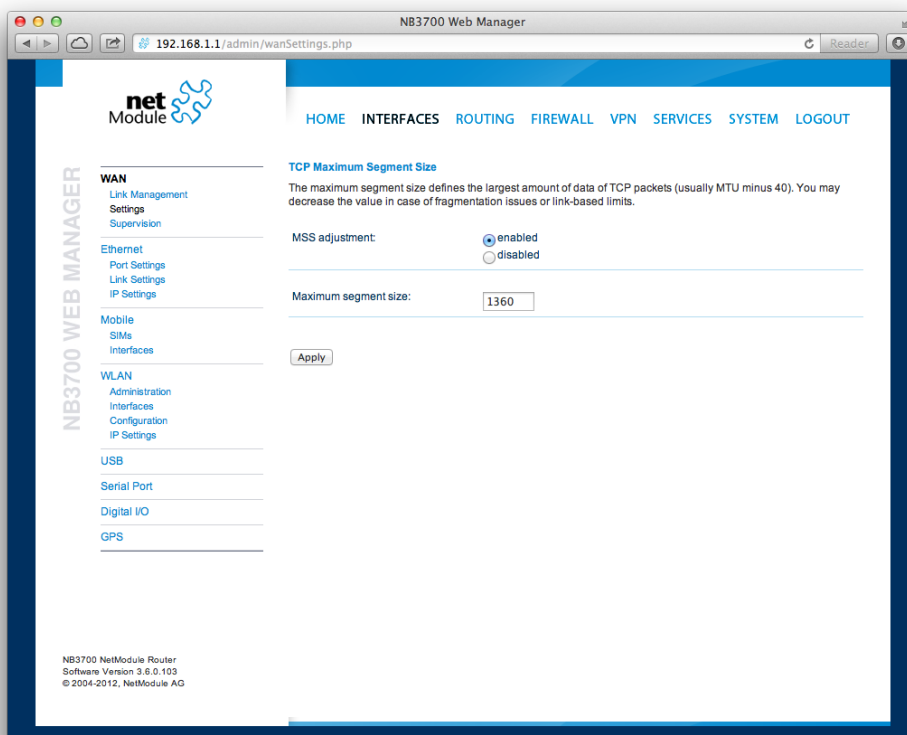 NB3700 Web Manager
192.168.1.1/admin/wanSettings.php
Reader
net
Module
HOME INTERFACES ROUTING FIREWALL VPN SERVICES SYSTEM LOGOUT
NB3700 WEB MANAGER
WAN
Link Management
Settings
Supervision
Ethernet
Port Settings
Link Settings
IP Settings
Mobile
SIMs
Interfaces
WLAN
Administration
Interfaces
Configuration
IP Settings
USB
Serial Port
Digital I/O
GPS
TCP Maximum Segment Size
The maximum segment size defines the largest amount of data of TCP packets (usually MTU minus 40). You may
decrease the value in case of fragmentation issues or link-based limits.
MSS adjustment:
enabled
disabled
Maximum segment size:
1360
Apply
NB3700 NetModule Router
Software Version 3.6.0.103
© 2004-2012, NetModule AG